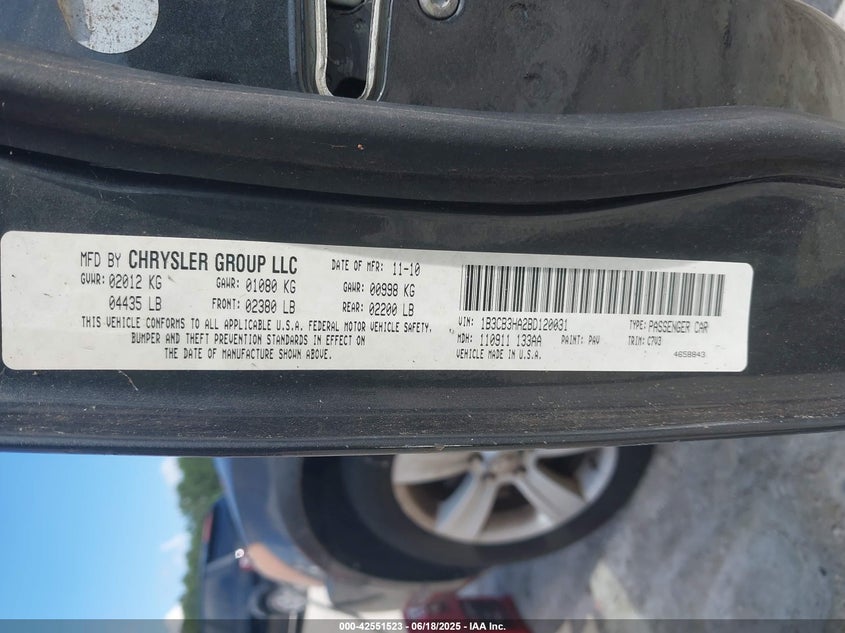 MFD BY CHRYSLER GROUP LLC DATE OF MFR: 11-10
GVWR: 02012 KG GAWR: 01080 KG GAWR: 00998 KG
04435 LB FRONT: 02380 LB REAR: 02200 LB
THIS VEHICLE CONFORMS TO ALL APPLICABLE U.S.A. FEDERAL MOTOR VEHICLE SAFETY,
BUMPER AND THEFT PREVENTION STANDARDS IN EFFECT ON
THE DATE OF MANUFACTURE SHOWN ABOVE.
VIN: 1B3CB3HA2BD120031 TYPE: PASSENGER CAR
MDH: 110911 133AA PAINT: PAV TRIM: C7V3
VEHICLE MADE IN U.S.A. 4658843
000-42551523 - 06/18/2025 - IAA Inc.